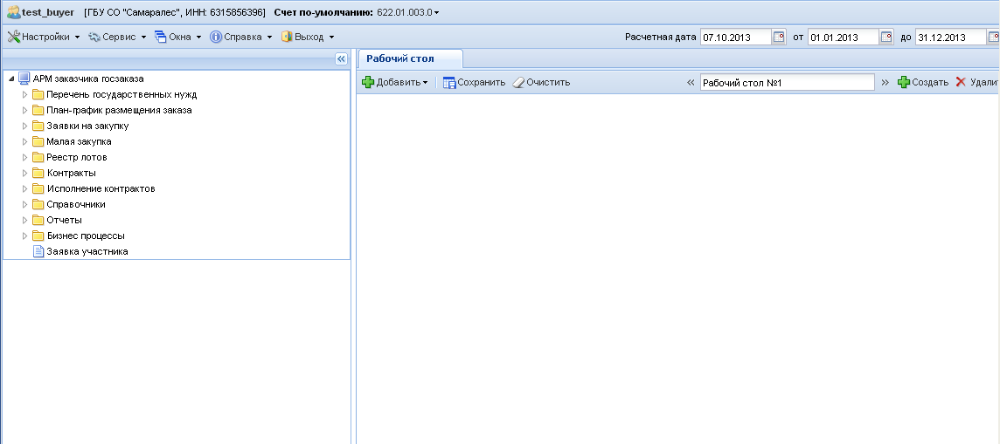 test_buyer [ГБУ СО "Самаралес", ИНН: 6315856396] Счет по-умолчанию: 622.01.003.0
Настройки Сервис Окна Справка Выход Расчетная дата 07.10.2013 от 01.01.2013 до 31.12.2013
Рабочий стол
АРМ заказчика госзаказа
Добавить Сохранить Очистить Рабочий стол №1 Создать Удалит
Перечень государственных нужд
План-график размещения заказа
Заявки на закупку
Малая закупка
Реестр лотов
Контракты
Исполнение контрактов
Справочники
Отчеты
Бизнес процессы
Заявка участника